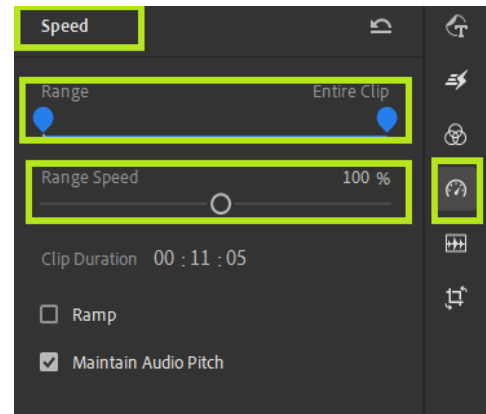 Speed
Range Entire Clip
Range Speed 100 %
Clip Duration 00 : 11 : 05
Ramp
Maintain Audio Pitch